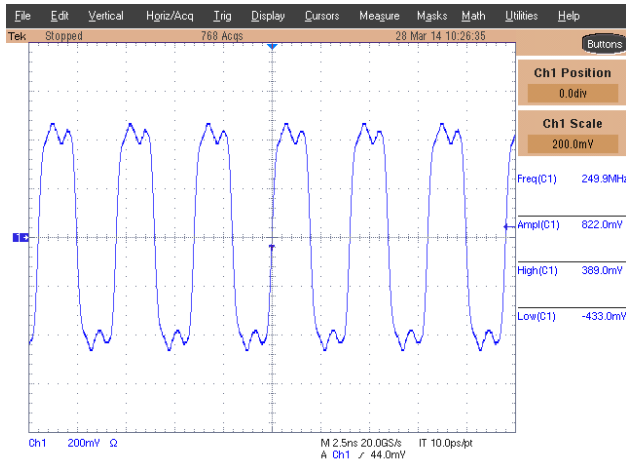 File Edit Vertical Horiz/Acq Trig Display Cursors Measure Masks Math Utilities Help
Tek Stopped 768 Acqs 28 Mar 14 10:26:35
Buttons
Ch1 Position
0.0div
Ch1 Scale
200.0mV
Freq(C1) 249.9MHz
1
Ampl(C1) 822.0mV
High(C1) 389.0mV
Low(C1) -433.0mV
Ch1 200mV Ω M 2.5ns 20.0GS/s IT 10.0ps/pt
A Ch1 ∕ 44.0mV